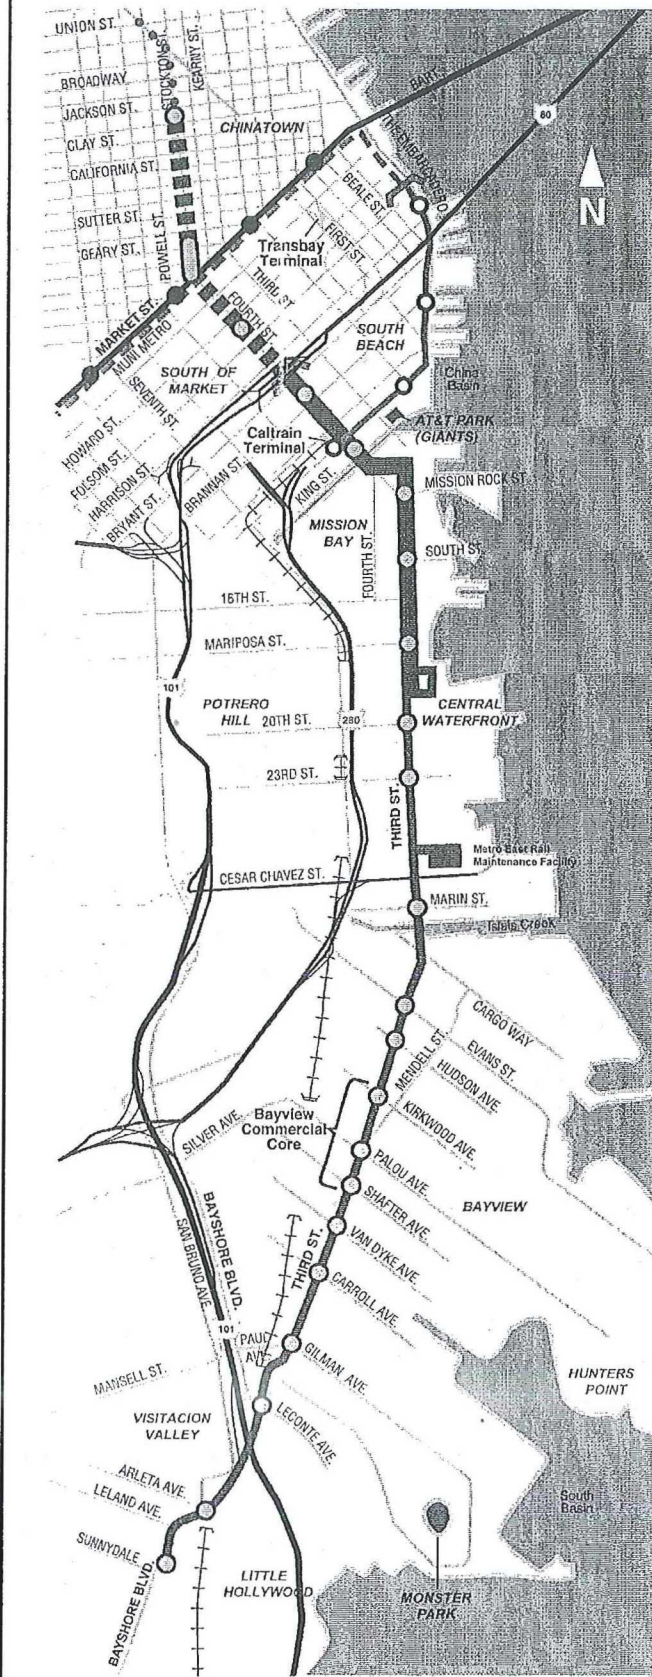 UNION ST.
STOCKTON ST.
KEARNY ST.
BROADWAY
JACKSON ST.
CHINATOWN
CLAY ST.
CALIFORNIA ST.
SUTTER ST.
GEARY ST.
POWELL ST.
BART
80
THE EMBARCADERO
BEALE ST.
FIRST ST.
N
Transbay
Terminal
THIRD ST.
FOURTH ST.
MARKET ST.
MUNI METRO
SOUTH
BEACH
SOUTH OF
MARKET
SEVENTH ST.
China
Basin
HOWARD ST.
FOLSOM ST.
HARRISON ST.
BRYANT ST.
BRANNAN ST.
Caltrain
Terminal
AT&T PARK
(GIANTS)
KING ST.
MISSION ROCK ST.
MISSION
BAY
FOURTH ST.
SOUTH ST.
16TH ST.
MARIPOSA ST.
101
POTRERO
HILL
20TH ST.
280
CENTRAL
WATERFRONT
23RD ST.
THIRD ST.
Metro East Rail
Maintenance Facility
CESAR CHAVEZ ST.
MARIN ST.
Islais Creek
CARGO WAY
EVANS ST.
MENDELL ST.
HUDSON AVE.
Bayview
Commercial
Core
KIRKWOOD AVE.
SILVER AVE.
PALOU AVE.
SHAFTER AVE.
BAYVIEW
VAN DYKE AVE.
THIRD ST.
CARROLL AVE.
BAYSHORE BLVD.
SAN BRUNO AVE.
101
PAUL
AVE
GILMAN AVE.
MANSELL ST.
HUNTERS
POINT
VISITACION
VALLEY
LECONTE AVE.
ARLETA AVE.
LELAND AVE.
South
Basin
SUNNYDALE
BAYSHORE BLVD.
LITTLE
HOLLYWOOD
MONSTER
PARK